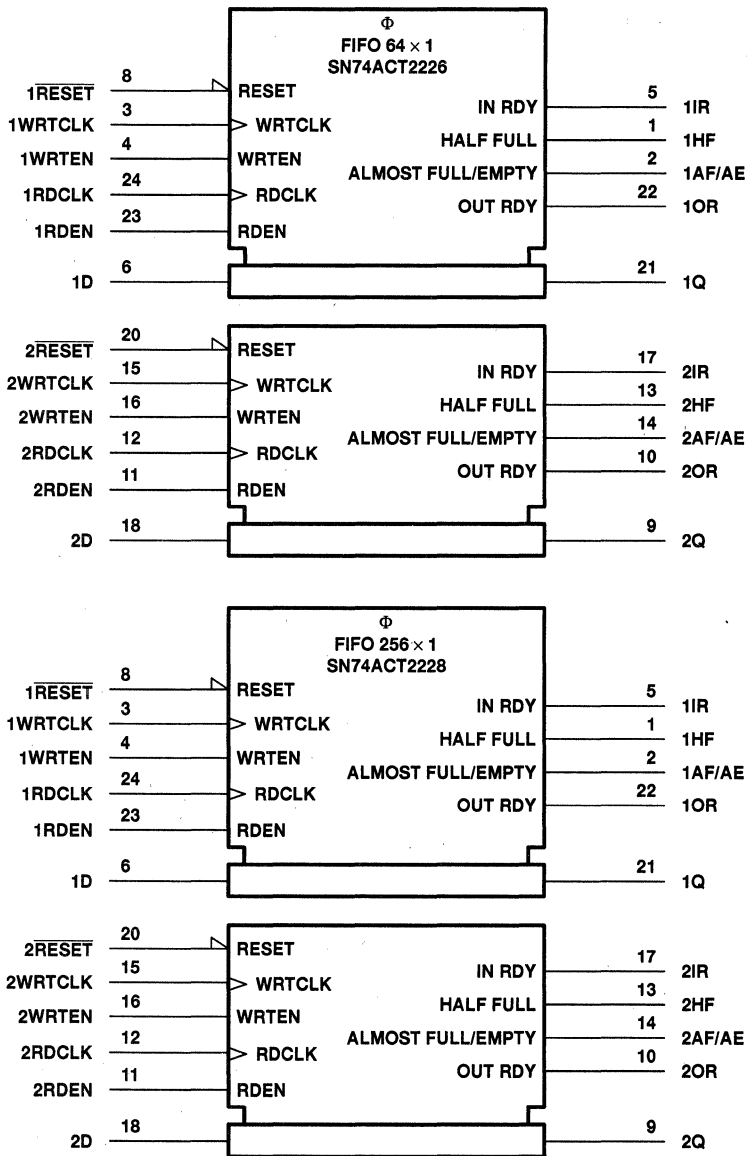 Φ
FIFO 64 × 1
SN74ACT2226
1RESET 8 RESET
IN RDY 5 1IR
1WRTCLK 3 WRTCLK
HALF FULL 1 1HF
1WRTEN 4 WRTEN
ALMOST FULL/EMPTY 2 1AF/AE
1RDCLK 24 RDCLK
OUT RDY 22 1OR
1RDEN 23 RDEN
1D 6 21 1Q
2RESET 20 RESET
IN RDY 17 2IR
2WRTCLK 15 WRTCLK
HALF FULL 13 2HF
2WRTEN 16 WRTEN
ALMOST FULL/EMPTY 14 2AF/AE
2RDCLK 12 RDCLK
OUT RDY 10 2OR
2RDEN 11 RDEN
2D 18 9 2Q
Φ
FIFO 256 × 1
SN74ACT2228
1RESET 8 RESET
IN RDY 5 1IR
1WRTCLK 3 WRTCLK
HALF FULL 1 1HF
1WRTEN 4 WRTEN
ALMOST FULL/EMPTY 2 1AF/AE
1RDCLK 24 RDCLK
OUT RDY 22 1OR
1RDEN 23 RDEN
1D 6 21 1Q
2RESET 20 RESET
IN RDY 17 2IR
2WRTCLK 15 WRTCLK
HALF FULL 13 2HF
2WRTEN 16 WRTEN
ALMOST FULL/EMPTY 14 2AF/AE
2RDCLK 12 RDCLK
OUT RDY 10 2OR
2RDEN 11 RDEN
2D 18 9 2Q